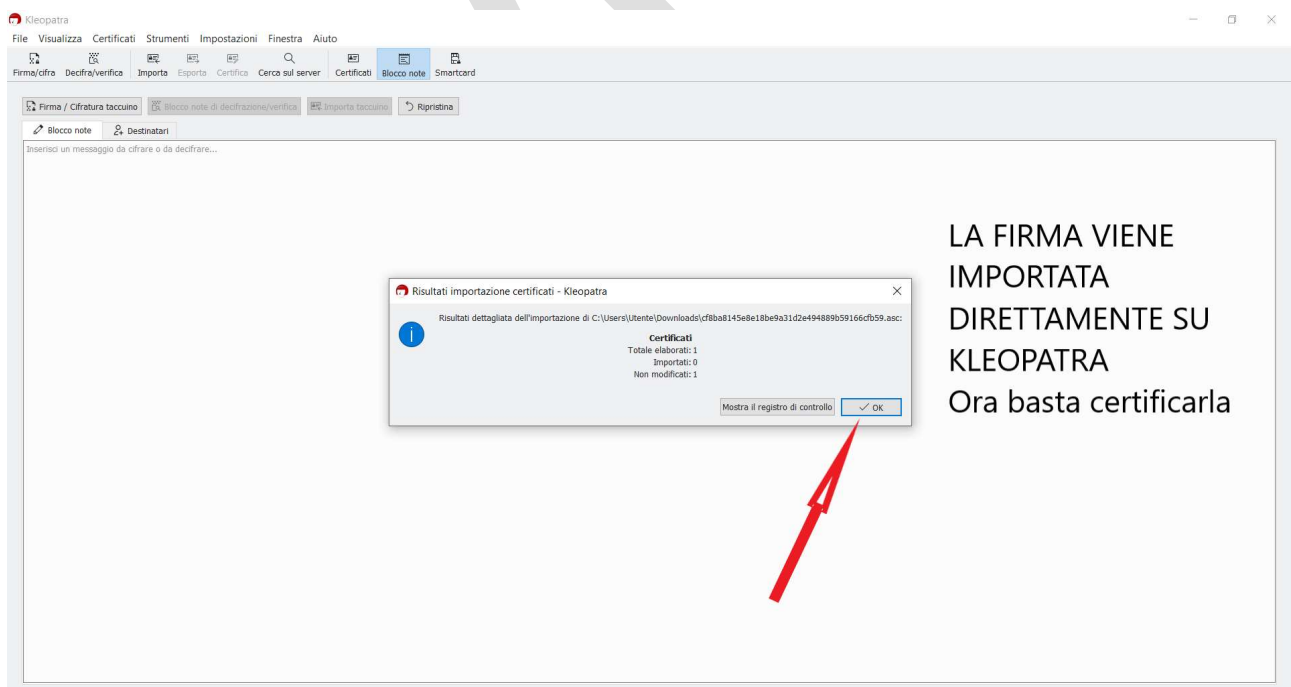 Kleopatra
File Visualizza Certificati Strumenti Impostazioni Finestra Aiuto
Firma/cifra Decifra/verifica Importa Esporta Certifica Cerca sul server Certificati Blocco note Smartcard
Firma / Cifratura taccuino Blocco note di decifrazione/verifica Importa taccuino Ripristina
Blocco note Destinatari
Inserisci un messaggio da cifrare o da decifrare...
LA FIRMA VIENE
IMPORTATA
DIRETTAMENTE SU
KLEOPATRA
Ora basta certificarla
Risultati importazione certificati - Kleopatra
Risultati dettagliata dell'importazione di C:\Users\Utente\Downloads\cf8ba8145e8e18be9a31d2e494889b59166cfb59.asc:
Certificati
Totale elaborati: 1
Importati: 0
Non modificati: 1
Mostra il registro di controllo OK